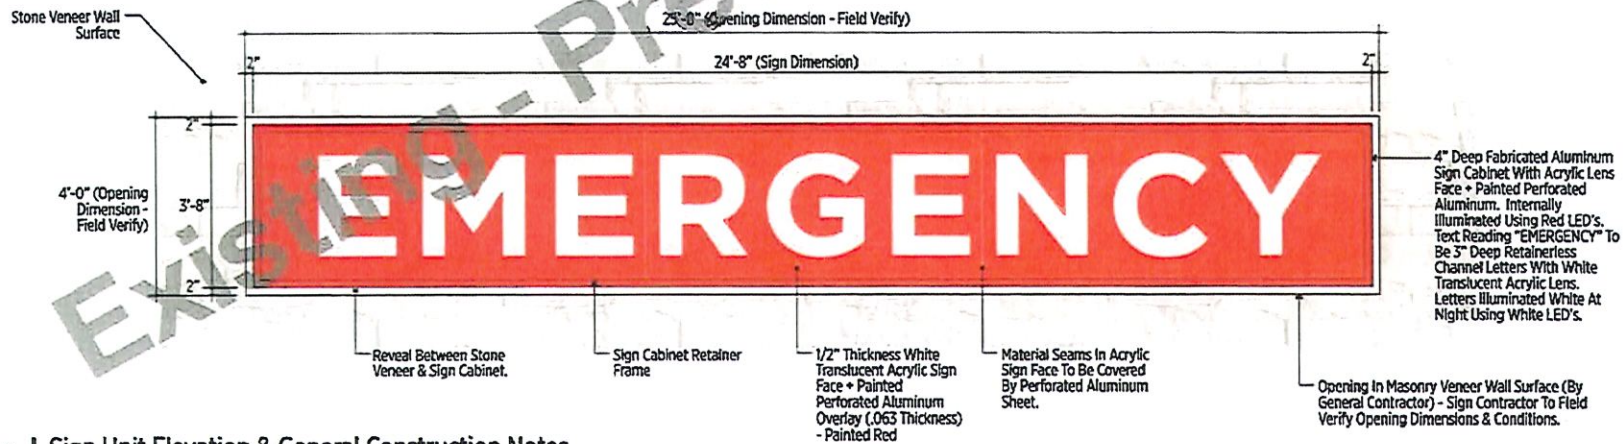 Stone Veneer Wall
Surface
25'-0" (Opening Dimension - Field Verify)
2"
24'-8" (Sign Dimension)
2"
2"
4'-0" (Opening
Dimension -
Field Verify)
3'-8"
2"
EMERGENCY
Existing - Pre
4" Deep Fabricated Aluminum
Sign Cabinet With Acrylic Lens
Face + Painted Perforated
Aluminum. Internally
Illuminated Using Red LED's.
Text Reading "EMERGENCY" To
Be 3" Deep Retainerless
Channel Letters With White
Translucent Acrylic Lens.
Letters Illuminated White At
Night Using White LED's.
Reveal Between Stone
Veneer & Sign Cabinet.
Sign Cabinet Retainer
Frame
1/2" Thickness White
Translucent Acrylic Sign
Face + Painted
Perforated Aluminum
Overlay (.063 Thickness)
- Painted Red
Material Seams In Acrylic
Sign Face To Be Covered
By Perforated Aluminum
Sheet.
Opening In Masonry Veneer Wall Surface (By
General Contractor) - Sign Contractor To Field
Verify Opening Dimensions & Conditions.
Sign Unit Elevation & General Construction Notes